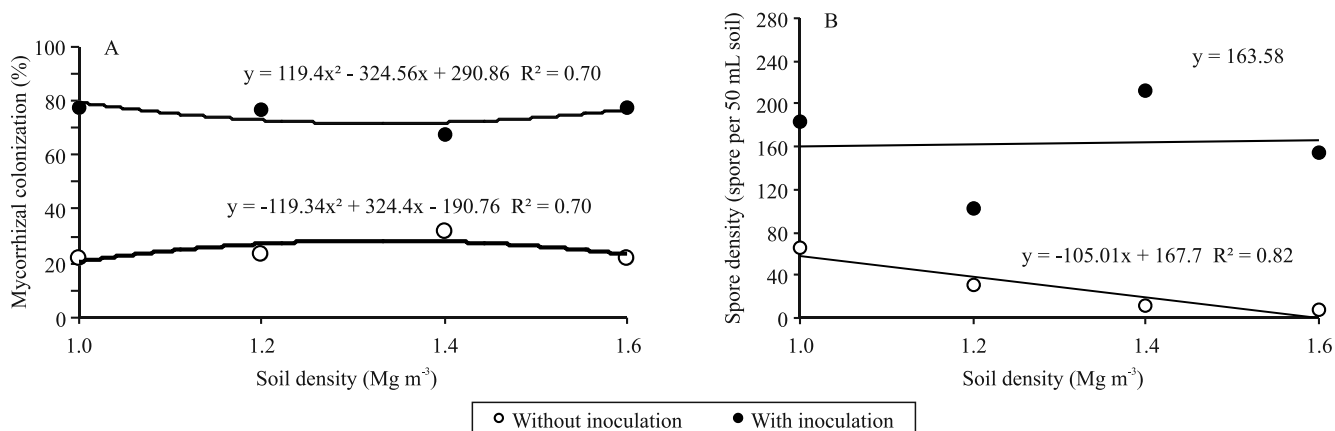 A
Mycorrhizal colonization (%)
100
80
60
40
20
0
y = 119.4x² - 324.56x + 290.86 R² = 0.70
y = -119.34x² + 324.4x - 190.76 R² = 0.70
1.0 1.2 1.4 1.6
Soil density (Mg m⁻³)
B
Spore density (spore per 50 mL soil)
280
240
200
160
120
80
40
0
y = 163.58
y = -105.01x + 167.7 R² = 0.82
1.0 1.2 1.4 1.6
Soil density (Mg m⁻³)
Without inoculation With inoculation